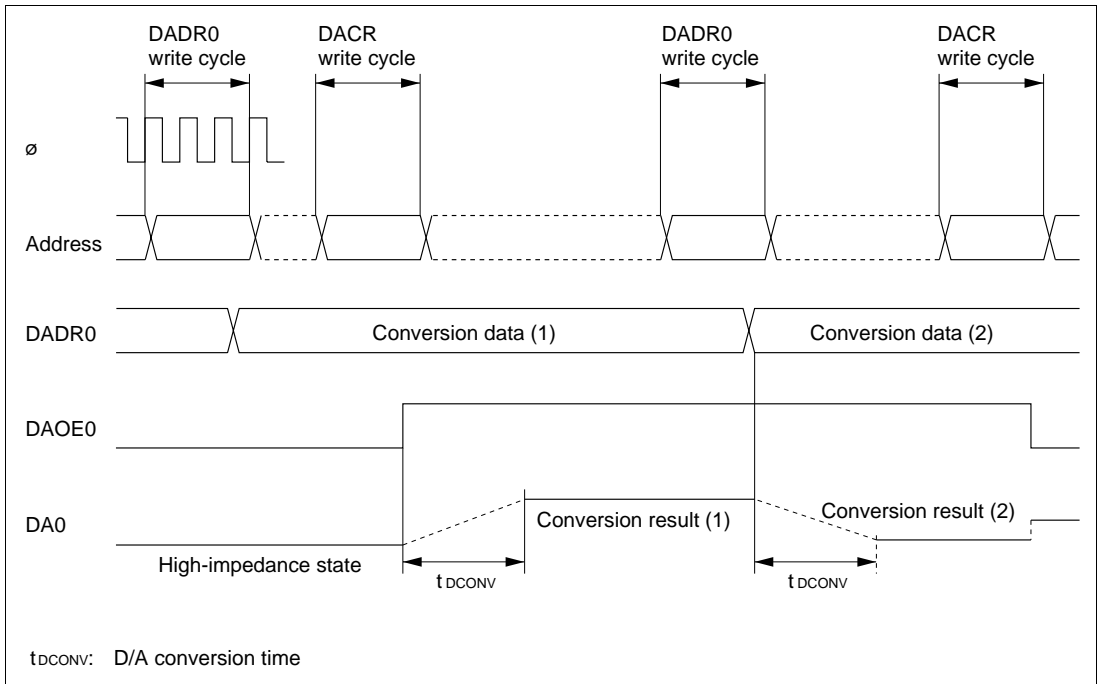 DADR0
write cycle
DACR
write cycle
DADR0
write cycle
DACR
write cycle
ø
Address
DADR0
Conversion data (1)
Conversion data (2)
DAOE0
DA0
Conversion result (1)
Conversion result (2)
High-impedance state
tDCONV
tDCONV
tDCONV: D/A conversion time